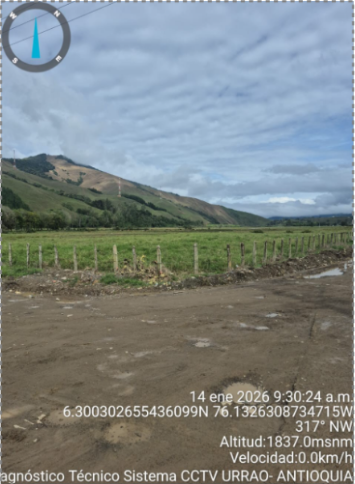 14 ene 2026 9:30:24 a.m.
6.300302655436099N 76.1326308734715W
317° NW
Altitud:1837.0msnm
Velocidad:0.0km/h
agnóstico Técnico Sistema CCTV URRAO- ANTIOQUIA